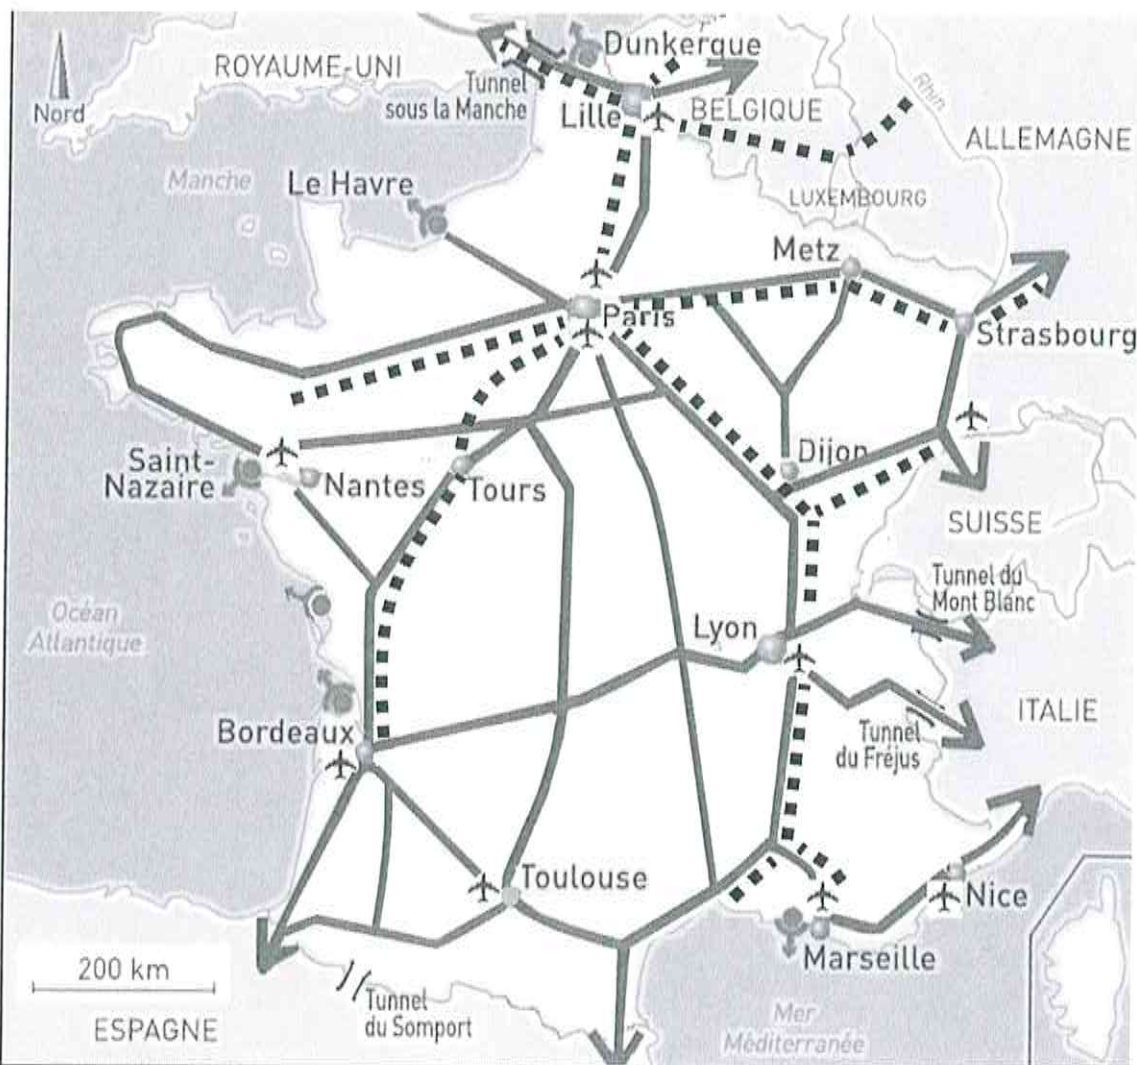 Nord
ROYAUME-UNI
Tunnel
sous la Manche
Dunkerque
Lille
BELGIQUE
Rhin
ALLEMAGNE
Manche
Le Havre
LUXEMBOURG
Metz
Paris
Strasbourg
Saint-
Nazaire
Nantes
Tours
Dijon
SUISSE
Océan
Atlantique
Lyon
Tunnel du
Mont Blanc
ITALIE
Bordeaux
Tunnel
du Fréjus
Toulouse
Nice
Marseille
200 km
Tunnel
du Somport
ESPAGNE
Mer
Méditerranée